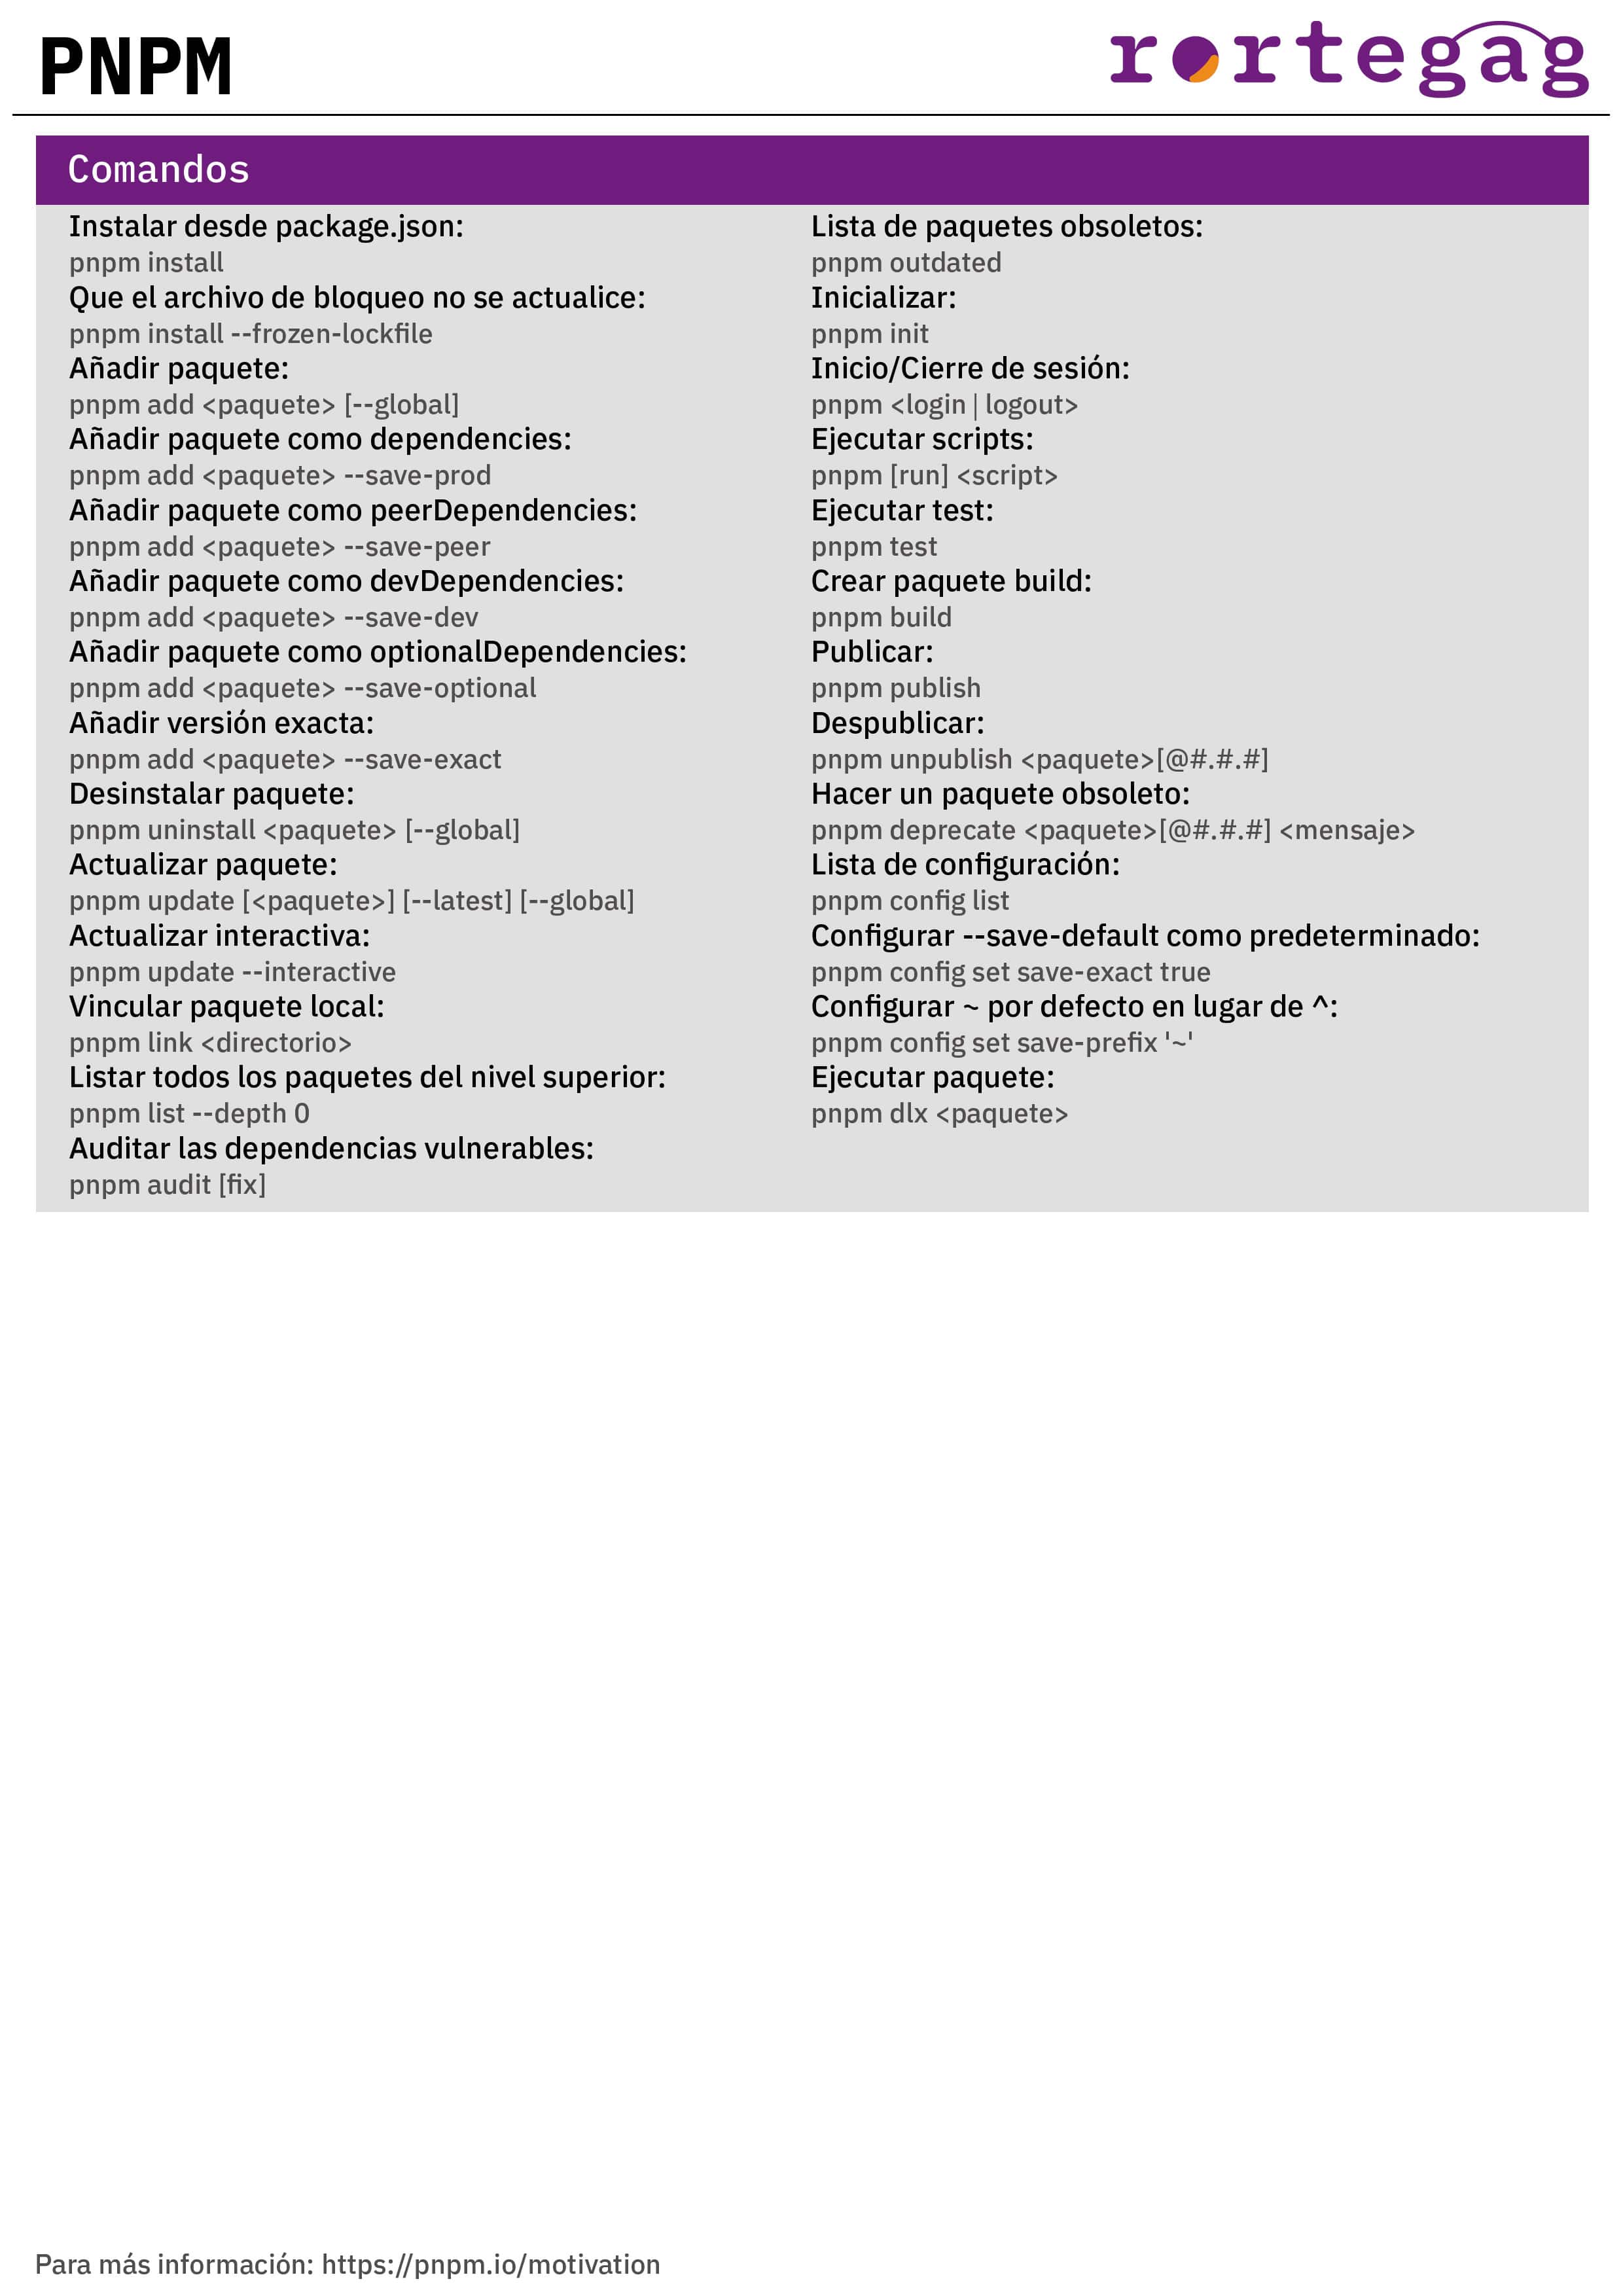 PNPM
rortegag
Comandos
Instalar desde package.json:
pnpm install
Que el archivo de bloqueo no se actualice:
pnpm install --frozen-lockfile
Añadir paquete:
pnpm add <paquete> [--global]
Añadir paquete como dependencies:
pnpm add <paquete> --save-prod
Añadir paquete como peerDependencies:
pnpm add <paquete> --save-peer
Añadir paquete como devDependencies:
pnpm add <paquete> --save-dev
Añadir paquete como optionalDependencies:
pnpm add <paquete> --save-optional
Añadir versión exacta:
pnpm add <paquete> --save-exact
Desinstalar paquete:
pnpm uninstall <paquete> [--global]
Actualizar paquete:
pnpm update [<paquete>] [--latest] [--global]
Actualizar interactiva:
pnpm update --interactive
Vincular paquete local:
pnpm link <directorio>
Listar todos los paquetes del nivel superior:
pnpm list --depth 0
Auditar las dependencias vulnerables:
pnpm audit [fix]
Lista de paquetes obsoletos:
pnpm outdated
Inicializar:
pnpm init
Inicio/Cierre de sesión:
pnpm <login | logout>
Ejecutar scripts:
pnpm [run] <script>
Ejecutar test:
pnpm test
Crear paquete build:
pnpm build
Publicar:
pnpm publish
Despublicar:
pnpm unpublish <paquete>[@#.#.#]
Hacer un paquete obsoleto:
pnpm deprecate <paquete>[@#.#.#] <mensaje>
Lista de configuración:
pnpm config list
Configurar --save-default como predeterminado:
pnpm config set save-exact true
Configurar ~ por defecto en lugar de ^:
pnpm config set save-prefix '~'
Ejecutar paquete:
pnpm dlx <paquete>
Para más información: https://pnpm.io/motivation